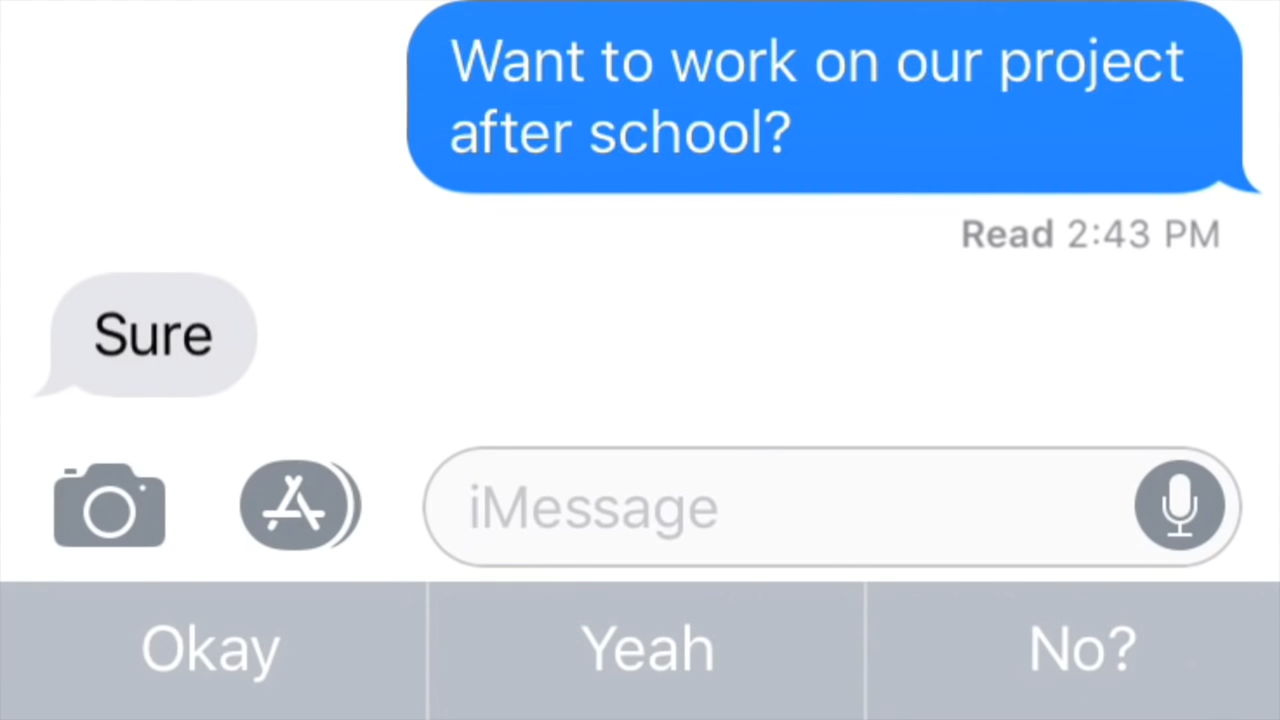 Want to work on our project
after school?
Read 2:43 PM
Sure
iMessage
Okay
Yeah
No?